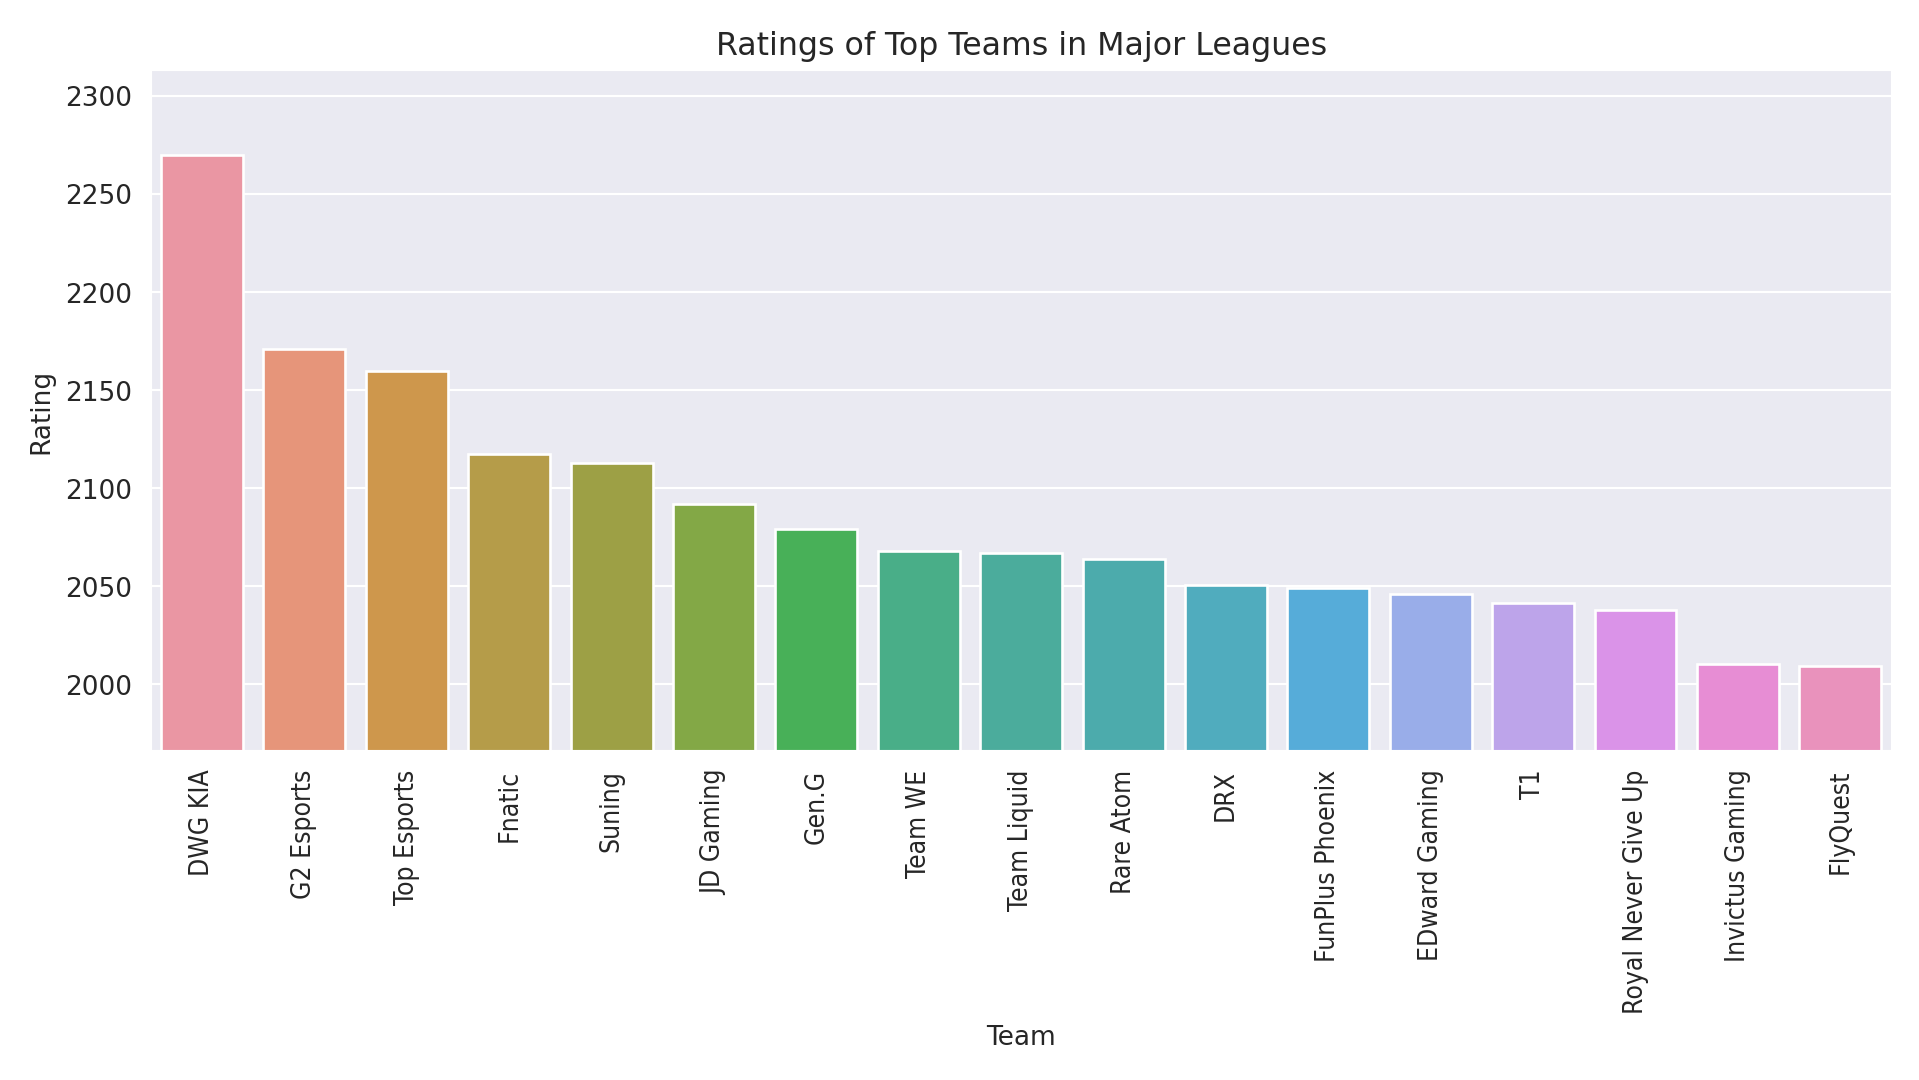 Ratings of Top Teams in Major Leagues
2300
2250
2200
2150
2100
2050
2000
Rating
DWG KIA
G2 Esports
Top Esports
Fnatic
Suning
JD Gaming
Gen.G
Team WE
Team Liquid
Rare Atom
DRX
FunPlus Phoenix
EDward Gaming
T1
Royal Never Give Up
Invictus Gaming
FlyQuest
Team